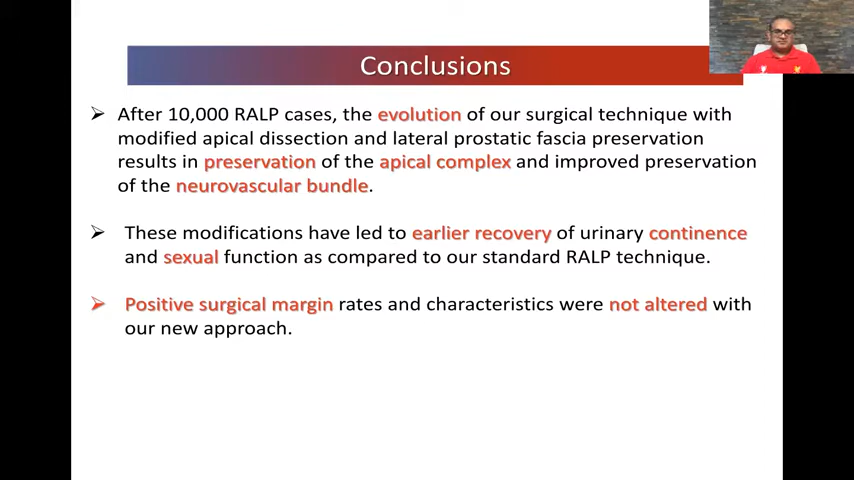 Conclusions
After 10,000 RALP cases, the evolution of our surgical technique with
modified apical dissection and lateral prostatic fascia preservation
results in preservation of the apical complex and improved preservation
of the neurovascular bundle.
These modifications have led to earlier recovery of urinary continence
and sexual function as compared to our standard RALP technique.
Positive surgical margin rates and characteristics were not altered with
our new approach.